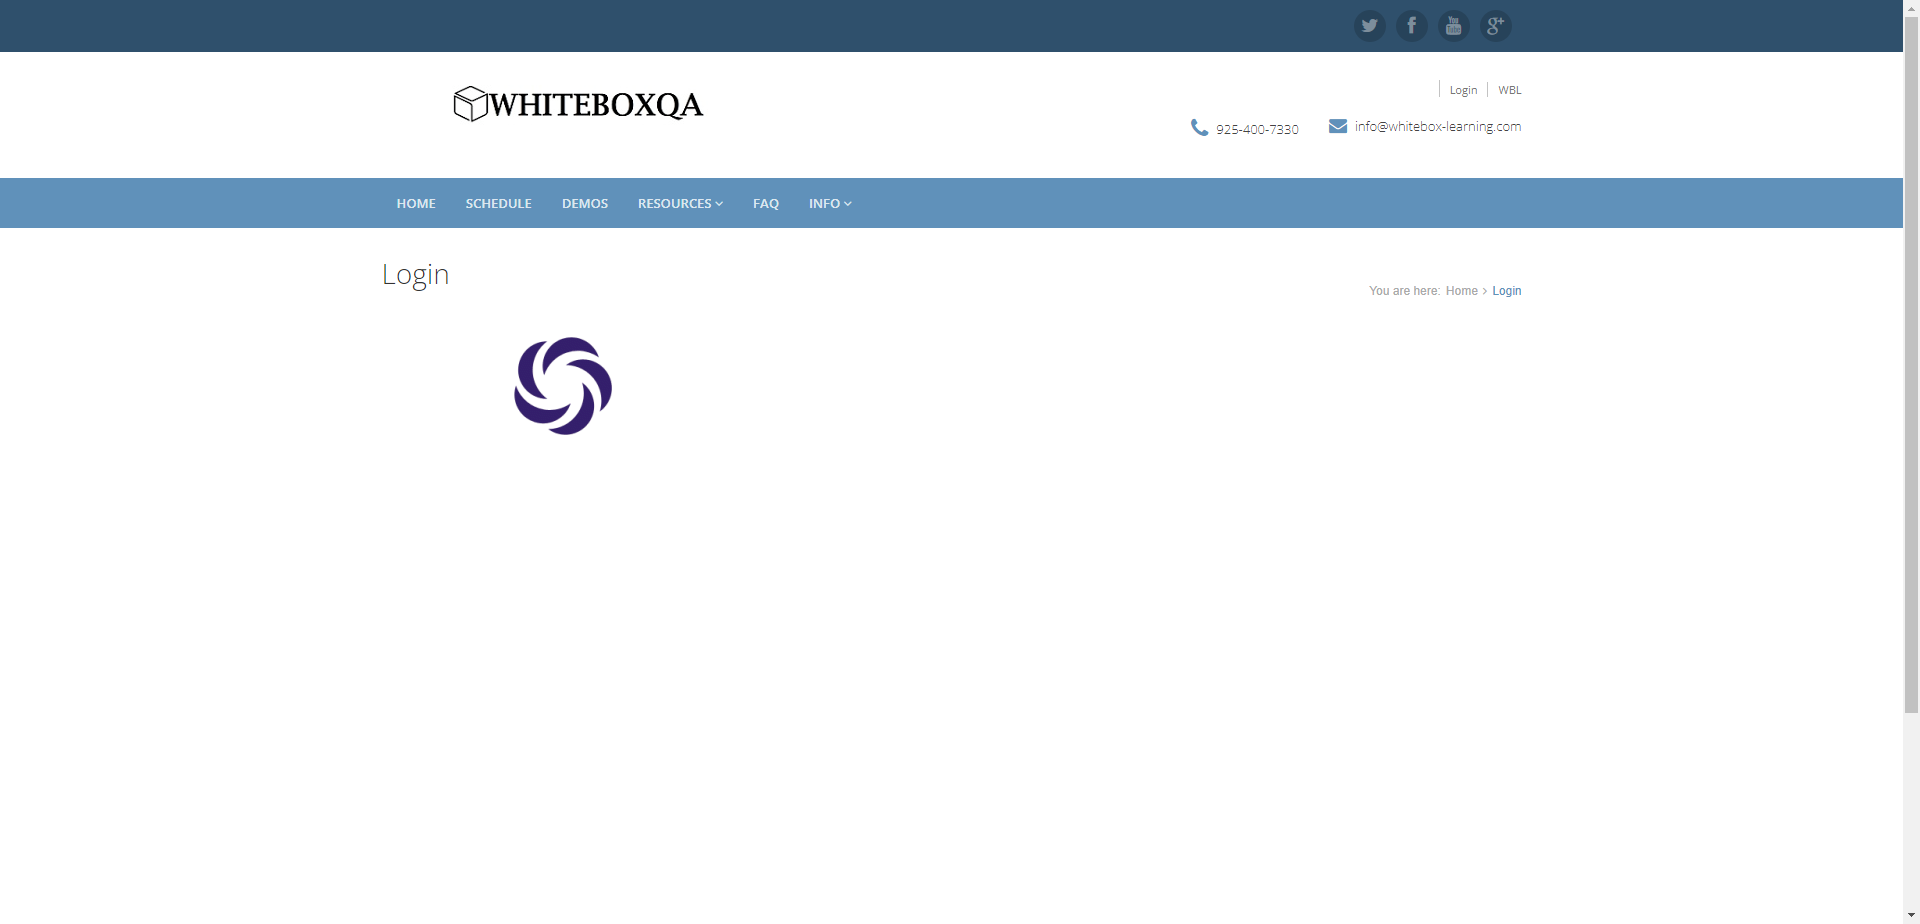 Login WBL
WHITEBOXQA
925-400-7330 info@whitebox-learning.com
HOME SCHEDULE DEMOS RESOURCES FAQ INFO
Login
You are here: Home > Login